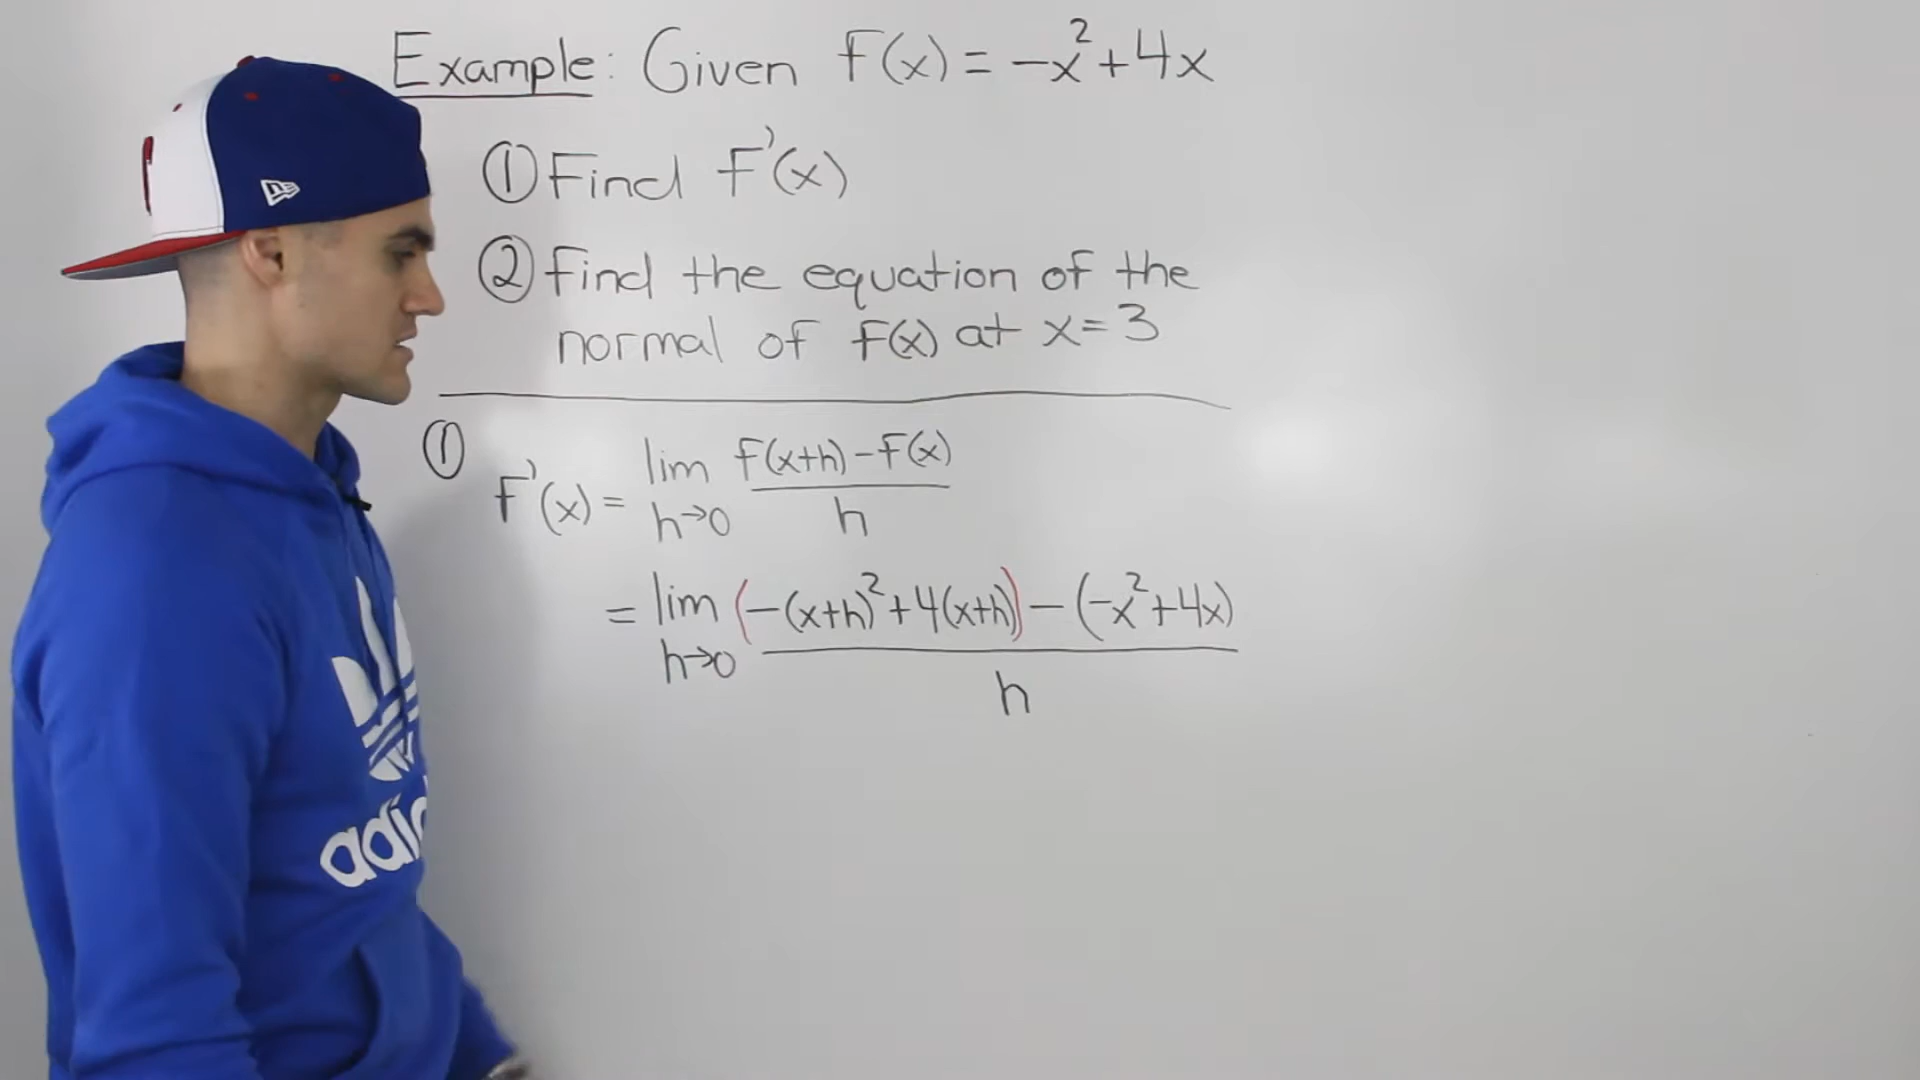 Example: Given f(x) = -x²+4x
① Find f'(x)
② Find the equation of the
normal of f(x) at x=3
①
f'(x) = lim h→0 f(x+h)-f(x) / h
= lim h→0 (-(x+h)²+4(x+h)) - (-x²+4x) / h